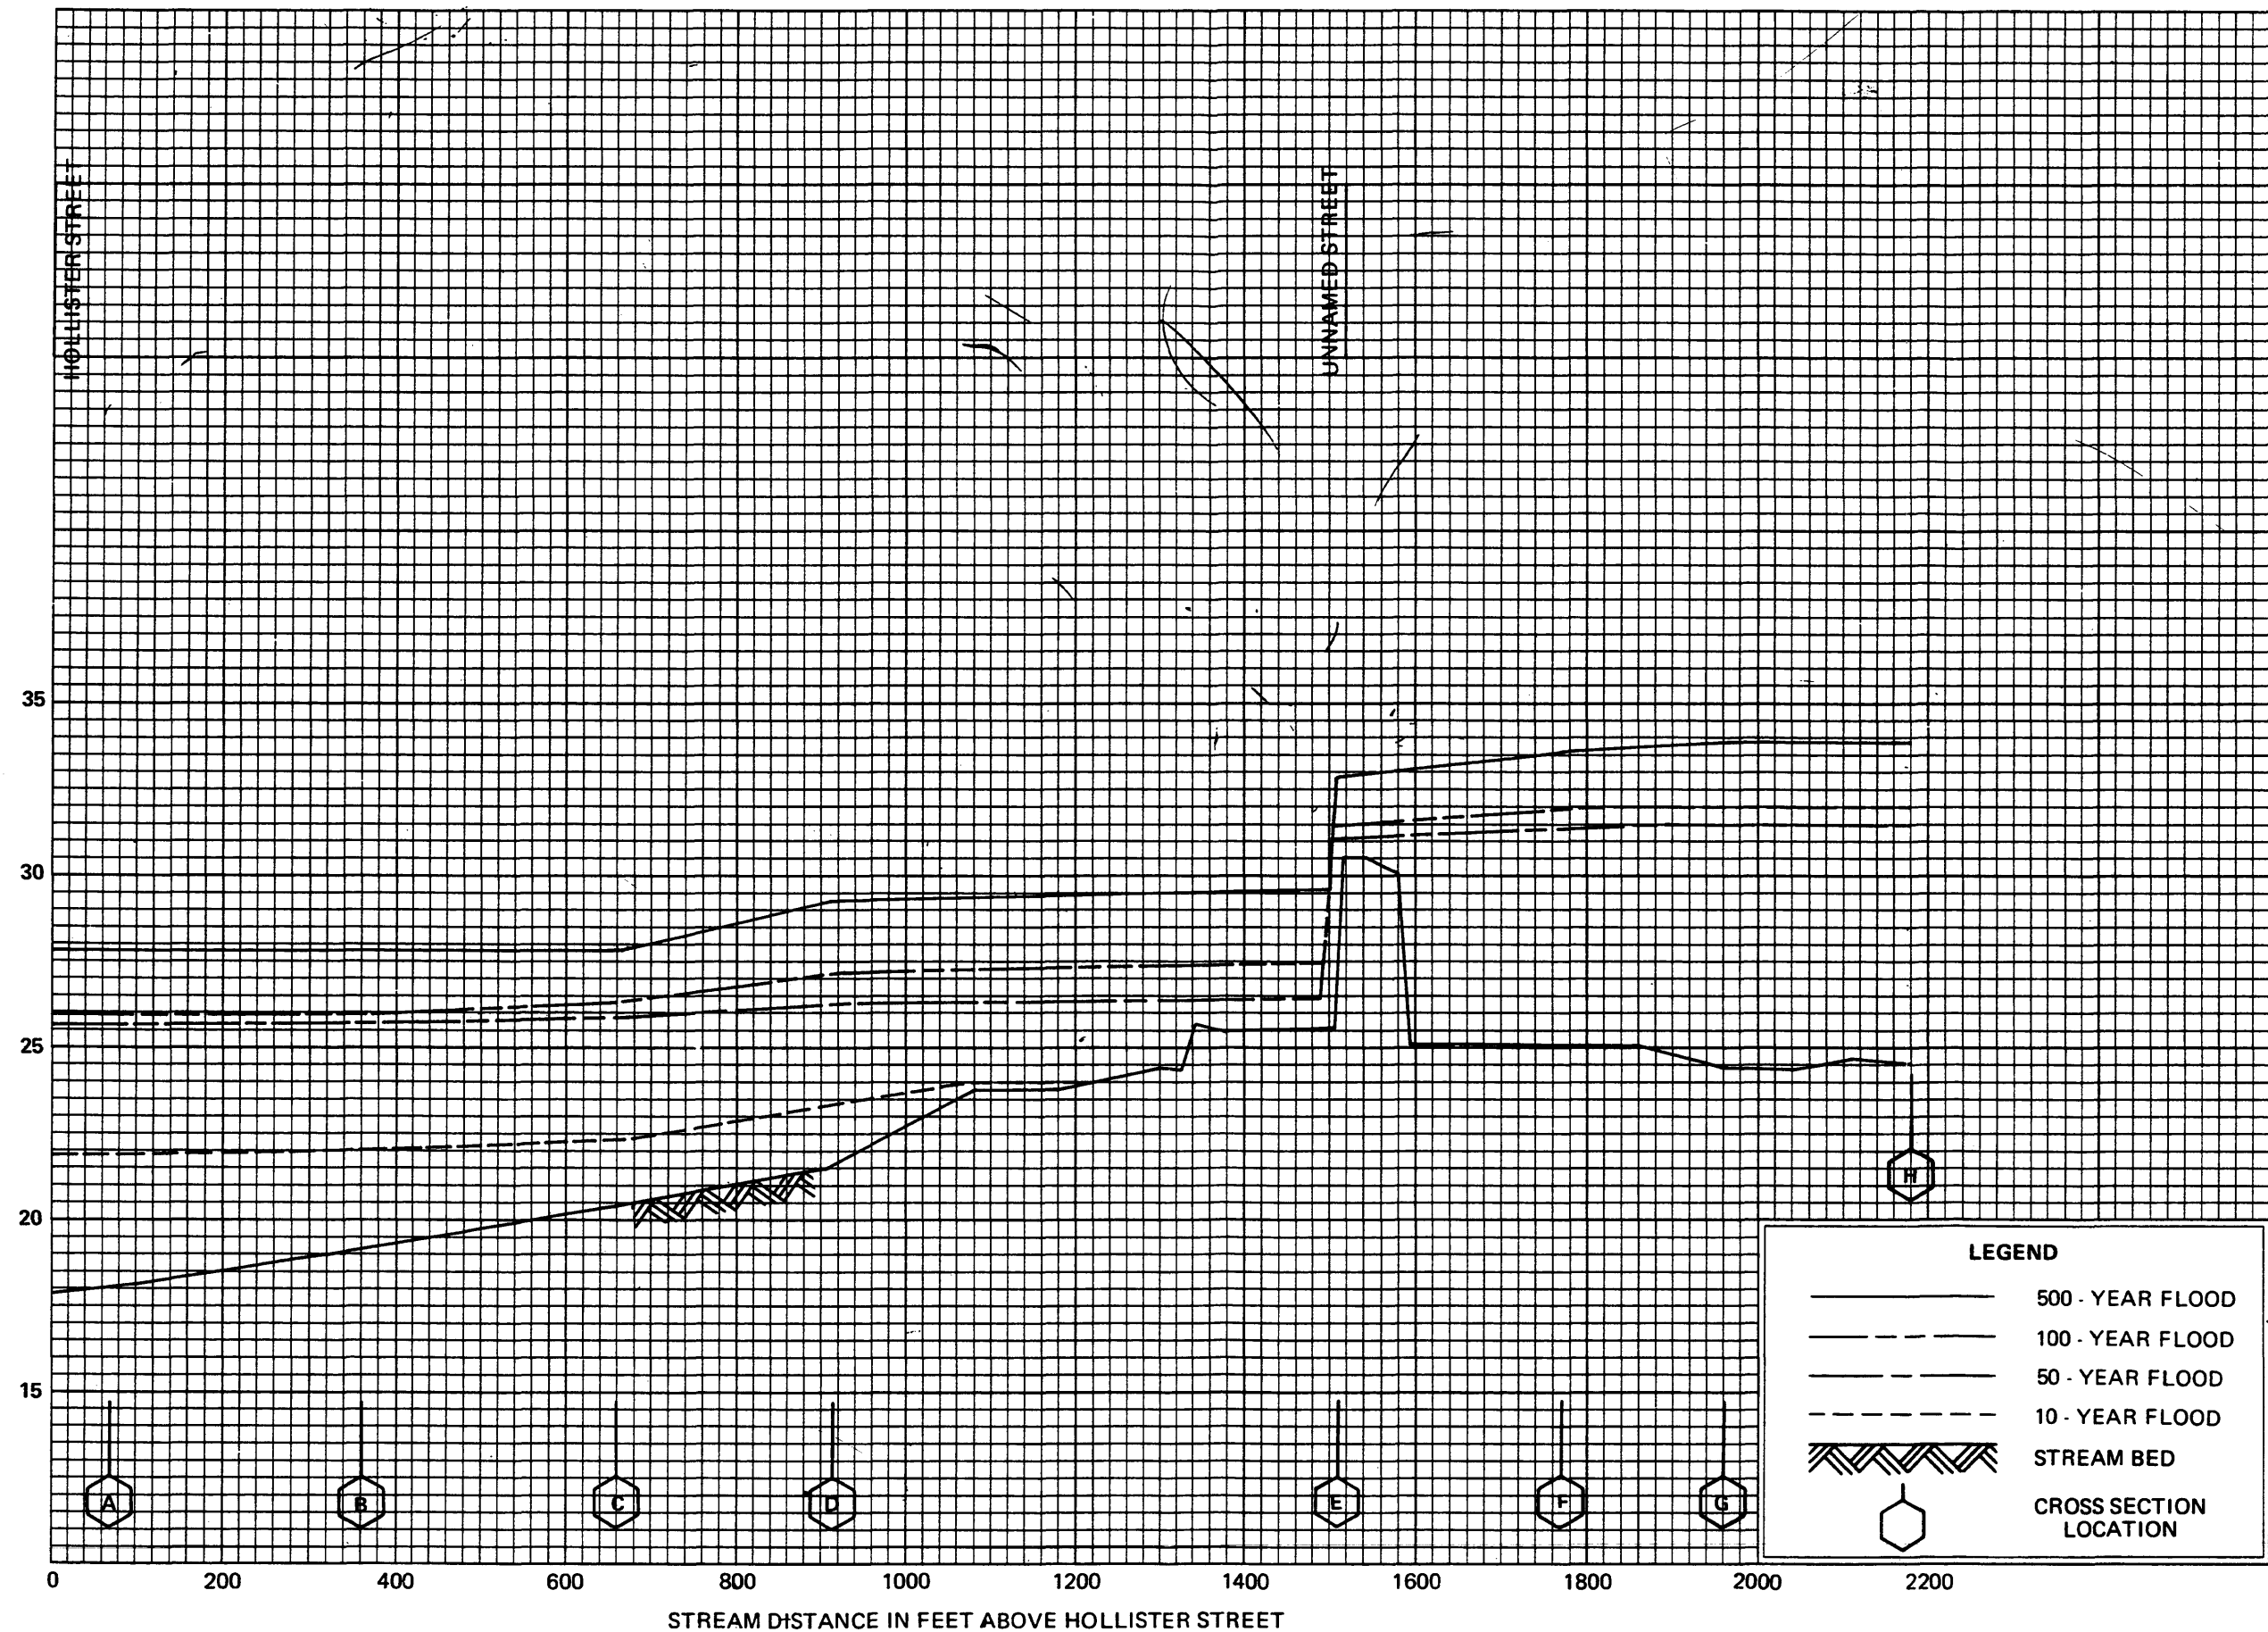 HOLLISTER STREET
UNNAMED STREET
35
30
25
20
15
A
B
C
D
E
F
G
H
LEGEND
500 - YEAR FLOOD
100 - YEAR FLOOD
50 - YEAR FLOOD
10 - YEAR FLOOD
STREAM BED
CROSS SECTION
LOCATION
0 200 400 600 800 1000 1200 1400 1600 1800 2000 2200
STREAM DISTANCE IN FEET ABOVE HOLLISTER STREET